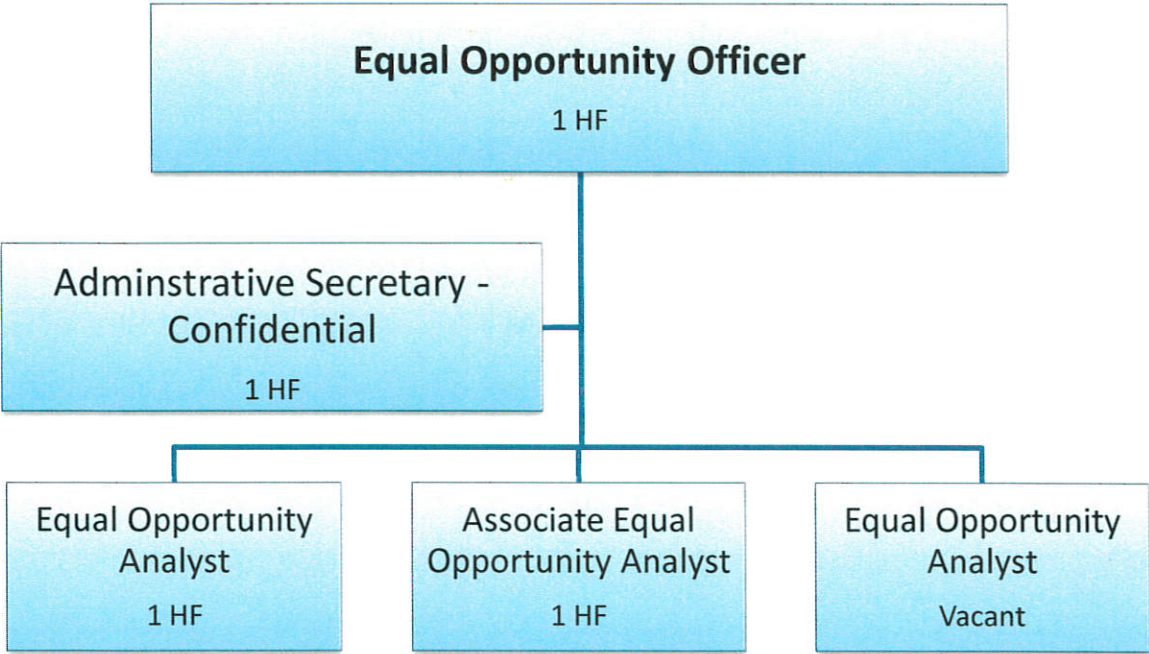 Equal Opportunity Officer
1 HF
Adminstrative Secretary -
Confidential
1 HF
Equal Opportunity
Analyst
1 HF
Associate Equal
Opportunity Analyst
1 HF
Equal Opportunity
Analyst
Vacant